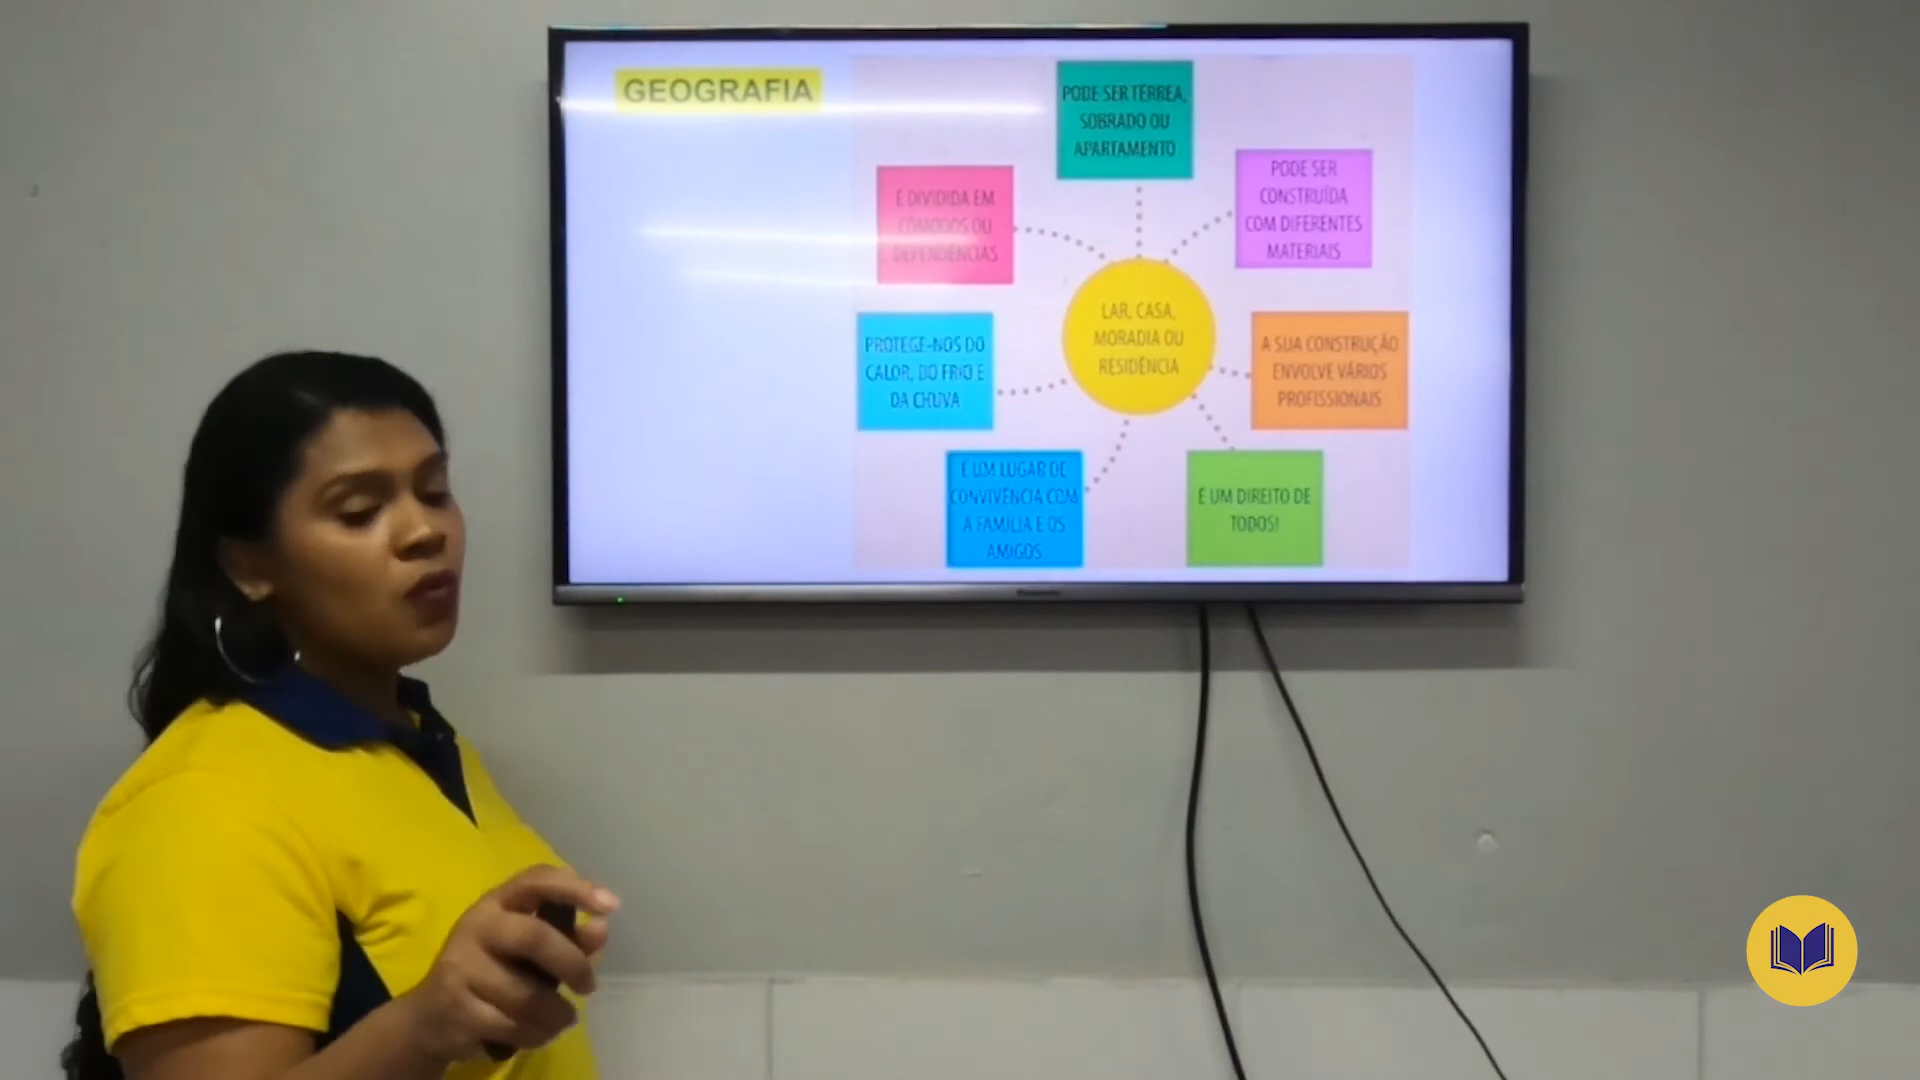 GEOGRAFIA
PODE SER TÉRREA,
SOBRADO OU
APARTAMENTO
PODE SER
CONSTRUÍDA
COM DIFERENTES
MATERIAIS
É DIVIDIDA EM
CÔMODOS OU
DEPENDÊNCIAS
LAR, CASA,
MORADIA OU
RESIDÊNCIA
A SUA CONSTRUÇÃO
ENVOLVE VÁRIOS
PROFISSIONAIS
PROTEGE-NOS DO
CALOR, DO FRIO E
DA CHUVA
É UM LUGAR DE
CONVIVÊNCIA COM
A FAMÍLIA E OS
AMIGOS
É UM DIREITO DE
TODOS!